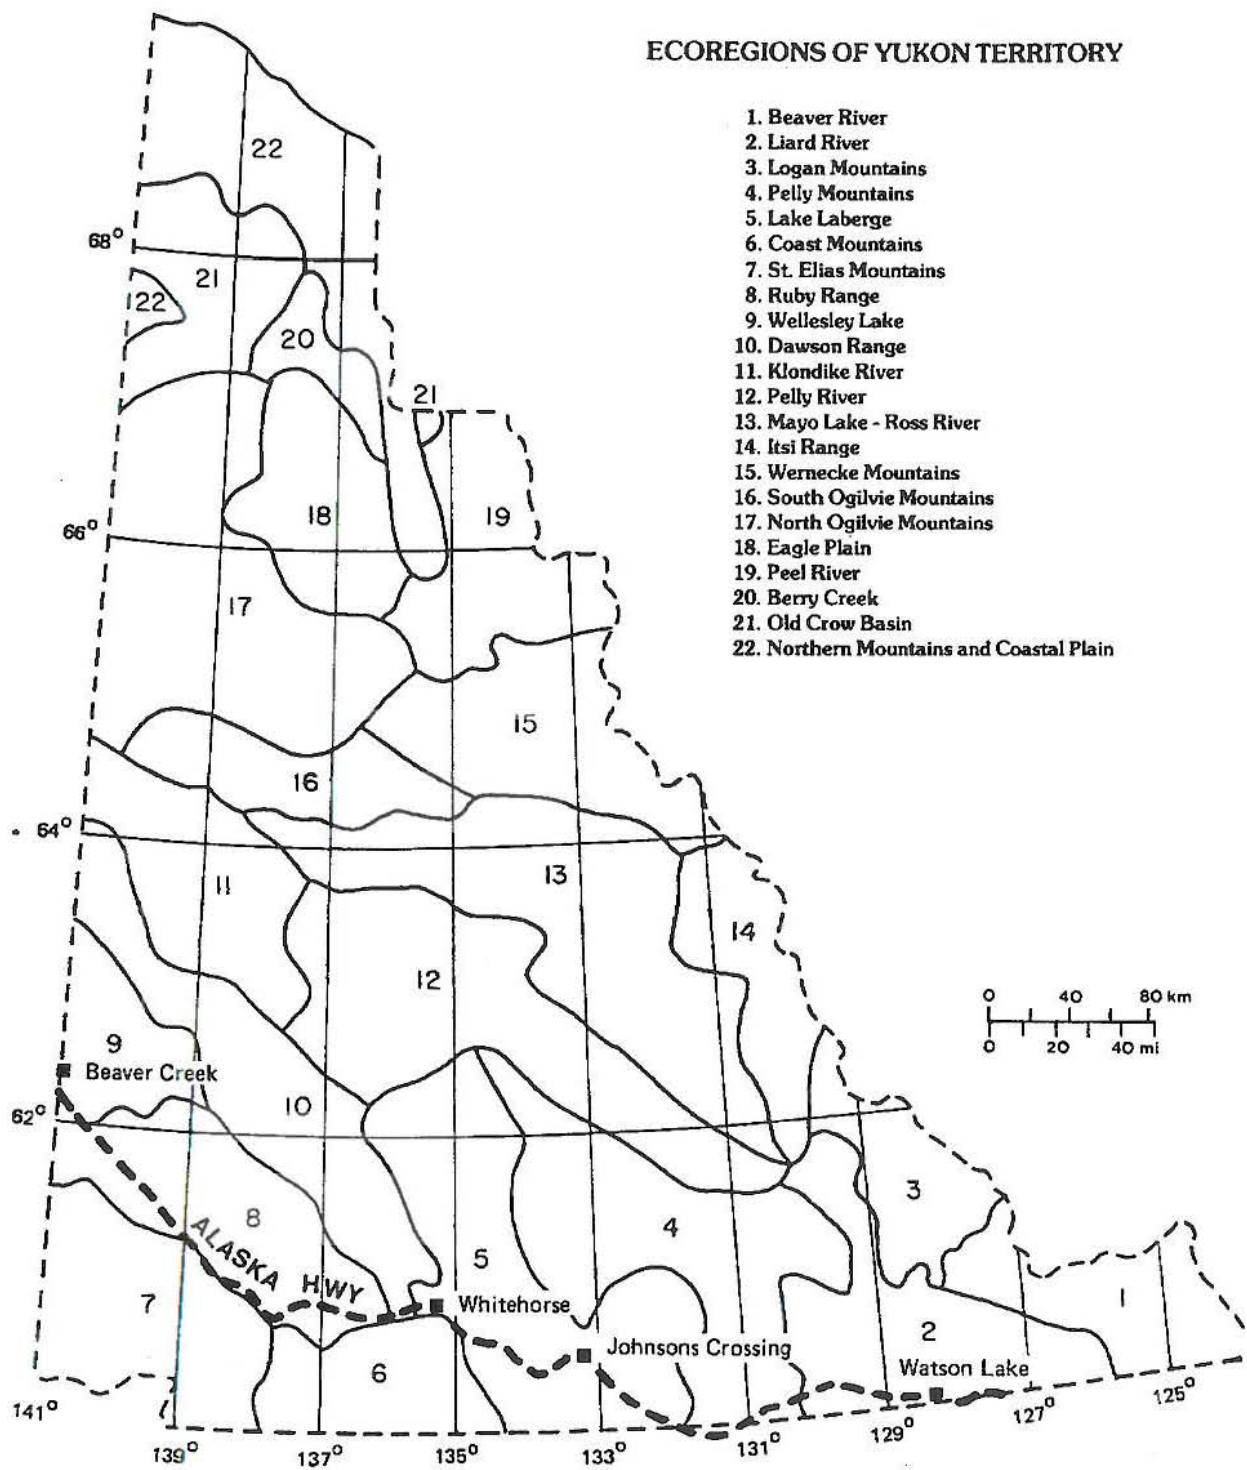 ECOREGIONS OF YUKON TERRITORY
1. Beaver River
2. Liard River
3. Logan Mountains
4. Pelly Mountains
5. Lake Laberge
6. Coast Mountains
7. St. Elias Mountains
8. Ruby Range
9. Wellesley Lake
10. Dawson Range
11. Klondike River
12. Pelly River
13. Mayo Lake - Ross River
14. Itsi Range
15. Wernecke Mountains
16. South Ogilvie Mountains
17. North Ogilvie Mountains
18. Eagle Plain
19. Peel River
20. Berry Creek
21. Old Crow Basin
22. Northern Mountains and Coastal Plain
22
68°
21
22
20
21
18
19
66°
17
15
16
64°
13
11
14
12
0 40 80 km
0 20 40 mi
9
Beaver Creek
10
62°
3
8
4
ALASKA HWY
5
7
Whitehorse
1
2
Johnsons Crossing
6
Watson Lake
141°
139°
137°
135°
133°
131°
129°
127°
125°